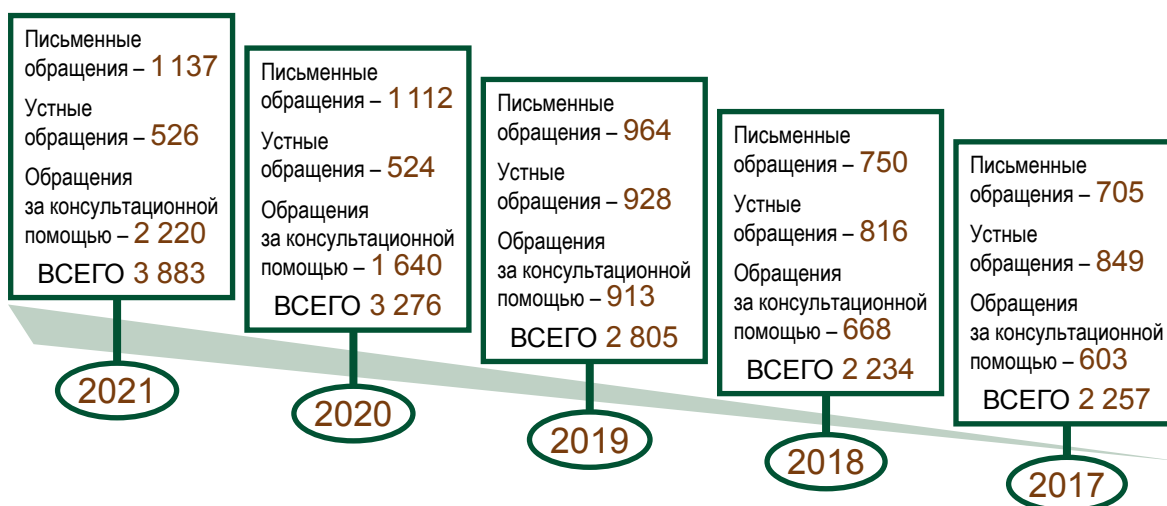 Письменные
обращения – 1 137
Устные
обращения – 526
Обращения
за консультационной
помощью – 2 220
ВСЕГО 3 883
2021
Письменные
обращения – 1 112
Устные
обращения – 524
Обращения
за консультационной
помощью – 1 640
ВСЕГО 3 276
2020
Письменные
обращения – 964
Устные
обращения – 928
Обращения
за консультационной
помощью – 913
ВСЕГО 2 805
2019
Письменные
обращения – 750
Устные
обращения – 816
Обращения
за консультационной
помощью – 668
ВСЕГО 2 234
2018
Письменные
обращения – 705
Устные
обращения – 849
Обращения
за консультационной
помощью – 603
ВСЕГО 2 257
2017